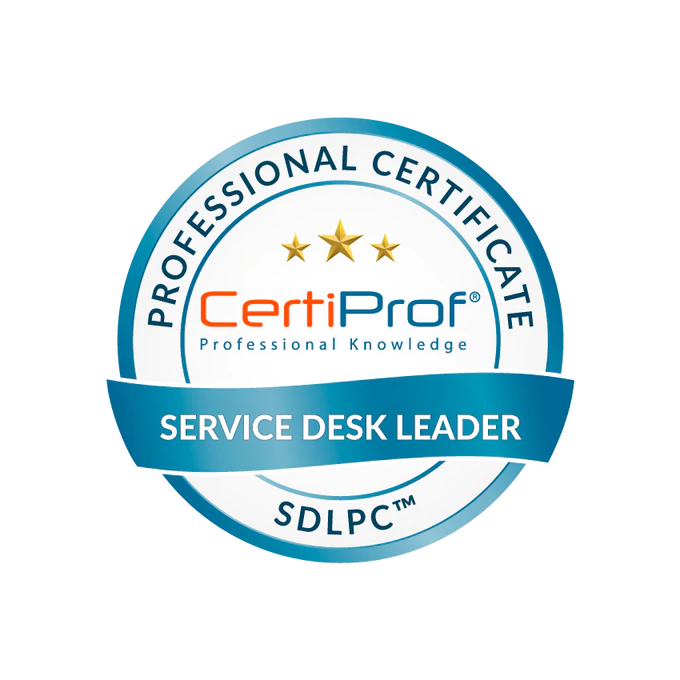 PROFESSIONAL CERTIFICATE
CertiProf®
Professional Knowledge
SERVICE DESK LEADER
SDLPC™